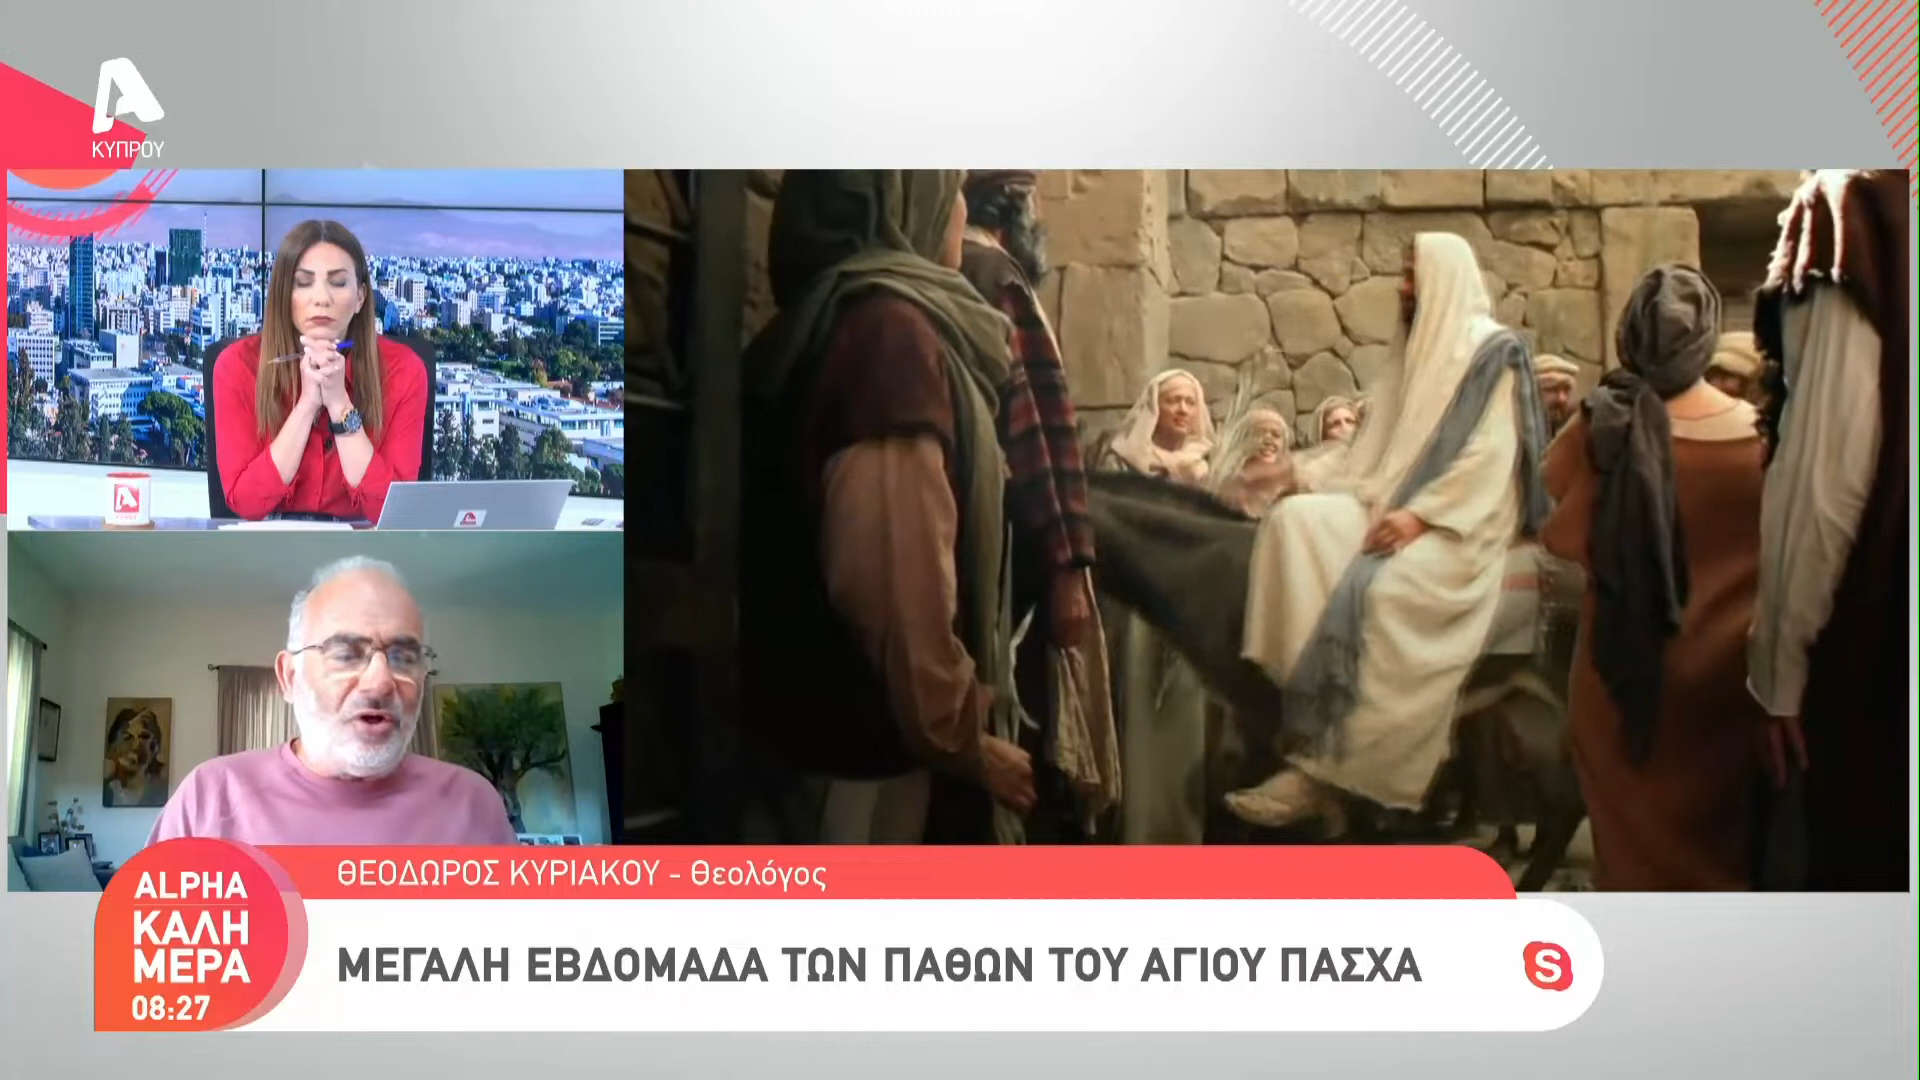 ΚΥΠΡΟΥ
ΘΕΟΔΩΡΟΣ ΚΥΡΙΑΚΟΥ - Θεολόγος
ALPHA
ΚΑΛΗ
ΜΕΡΑ
08:27
ΜΕΓΑΛΗ ΕΒΔΟΜΑΔΑ ΤΩΝ ΠΑΘΩΝ ΤΟΥ ΑΓΙΟΥ ΠΑΣΧΑ